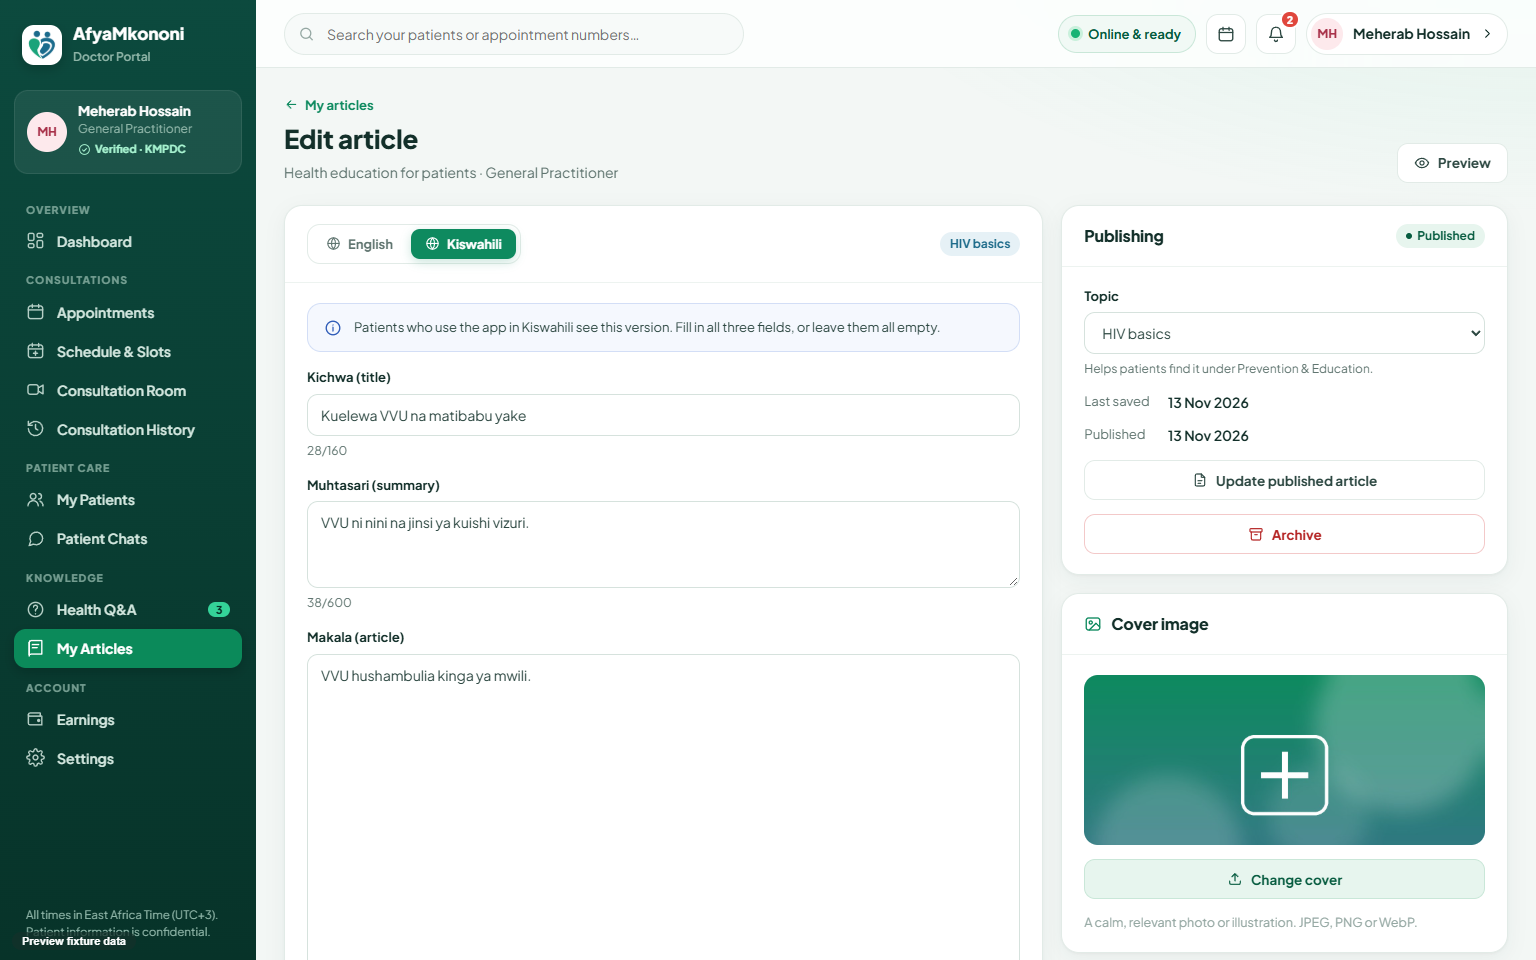 AfyaMkononi
Doctor Portal
MH
Meherab Hossain
General Practitioner
Verified · KMPDC
OVERVIEW
Dashboard
CONSULTATIONS
Appointments
Schedule & Slots
Consultation Room
Consultation History
PATIENT CARE
My Patients
Patient Chats
KNOWLEDGE
Health Q&A
3
My Articles
ACCOUNT
Earnings
Settings
All times in East Africa Time (UTC+3).
Patient information is confidential.
Preview fixture data
Search your patients or appointment numbers...
Online & ready
2
MH
Meherab Hossain
My articles
Edit article
Health education for patients · General Practitioner
Preview
English
Kiswahili
HIV basics
Patients who use the app in Kiswahili see this version. Fill in all three fields, or leave them all empty.
Kichwa (title)
Kuelewa VVU na matibabu yake
28/160
Muhtasari (summary)
VVU ni nini na jinsi ya kuishi vizuri.
38/600
Makala (article)
VVU hushambulia kinga ya mwili.
Publishing
Published
Topic
HIV basics
Helps patients find it under Prevention & Education.
Last saved
13 Nov 2026
Published
13 Nov 2026
Update published article
Archive
Cover image
Change cover
A calm, relevant photo or illustration. JPEG, PNG or WebP.